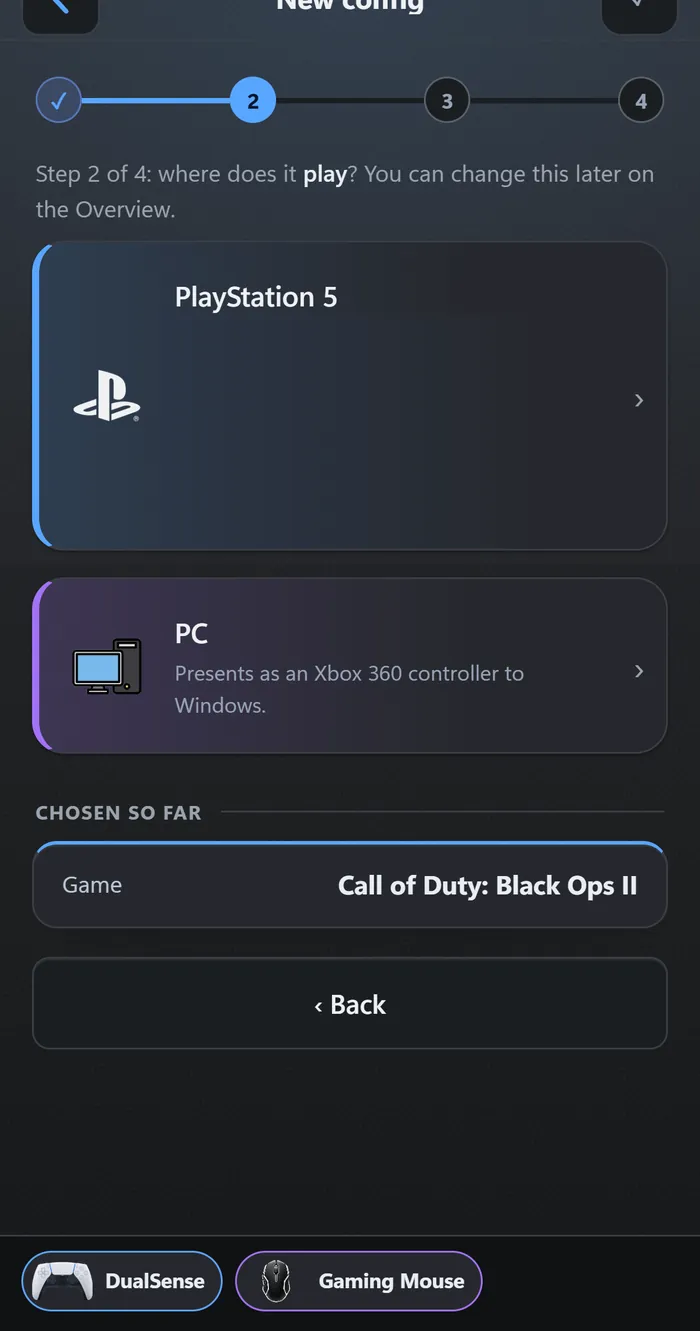 New config
✓ 2 3 4
Step 2 of 4: where does it play? You can change this later on
the Overview.
PlayStation 5
PC
Presents as an Xbox 360 controller to
Windows.
CHOSEN SO FAR
Game Call of Duty: Black Ops II
‹ Back
DualSense Gaming Mouse